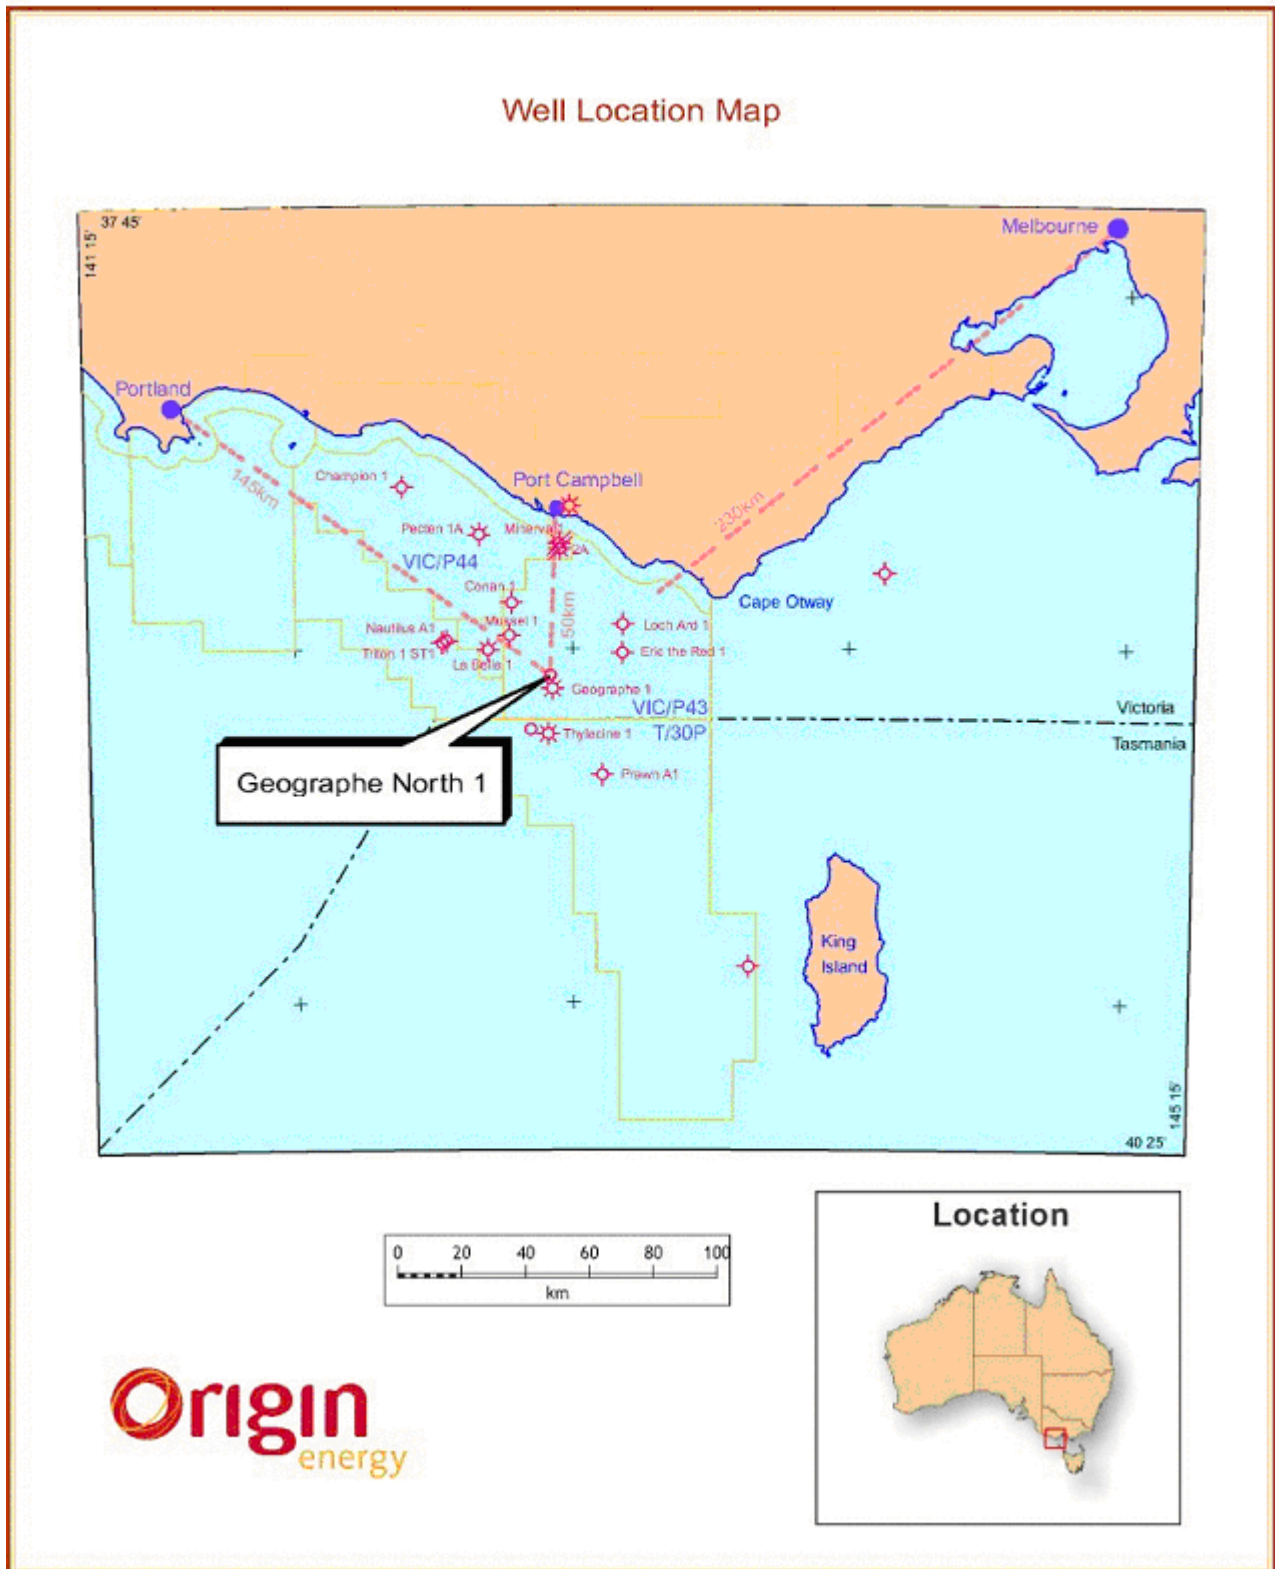 Well Location Map
37 45'
141 15'
Melbourne
Portland
145km
Champion 1
Port Campbell
230km
Pecten 1A
Minerva 1
2A
VIC/P44
Conan 1
50km
Cape Otway
Nautilus A1
Mussel 1
Loch Ard 1
Triton 1 ST1
La Bella 1
Eric the Red 1
Geographe 1
VIC/P43
Victoria
T/30P
Thylacine 1
Tasmania
Geographe North 1
Prawn A1
King
Island
145 15'
40 25'
Location
0 20 40 60 80 100
km
Origin
energy